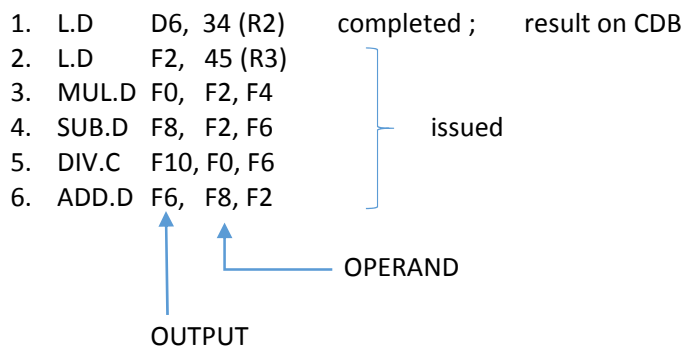 1. L.D D6, 34 (R2) completed ; result on CDB
2. L.D F2, 45 (R3)
3. MUL.D F0, F2, F4
4. SUB.D F8, F2, F6 issued
5. DIV.C F10, F0, F6
6. ADD.D F6, F8, F2
OPERAND
OUTPUT